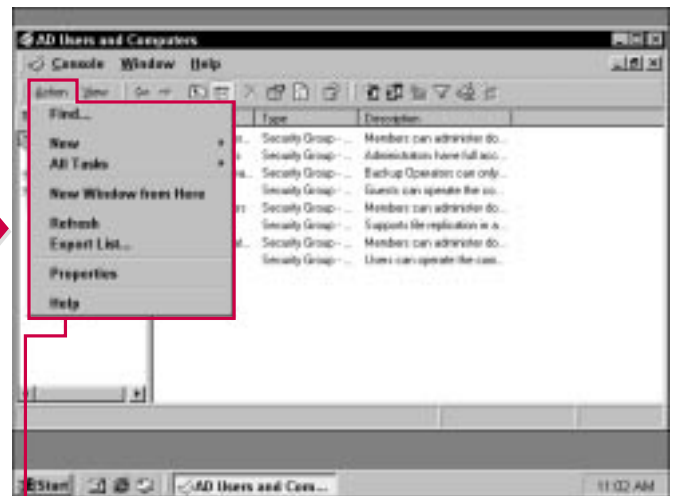 AD Users and Computers
Console Window Help
Action View
Type Description
Find...
New
All Tasks
New Window from Here
Refresh
Export List...
Properties
Help
Security Group - ... Members can administer do...
Security Group - ... Administrators have full acc...
Security Group - ... Backup Operators can only...
Security Group - ... Guests can operate the co...
Security Group - ... Members can administer do...
Security Group - ... Supports file replication in a...
Security Group - ... Members can administer do...
Security Group - ... Users can operate the com...
Start AD Users and Com... 11:02 AM